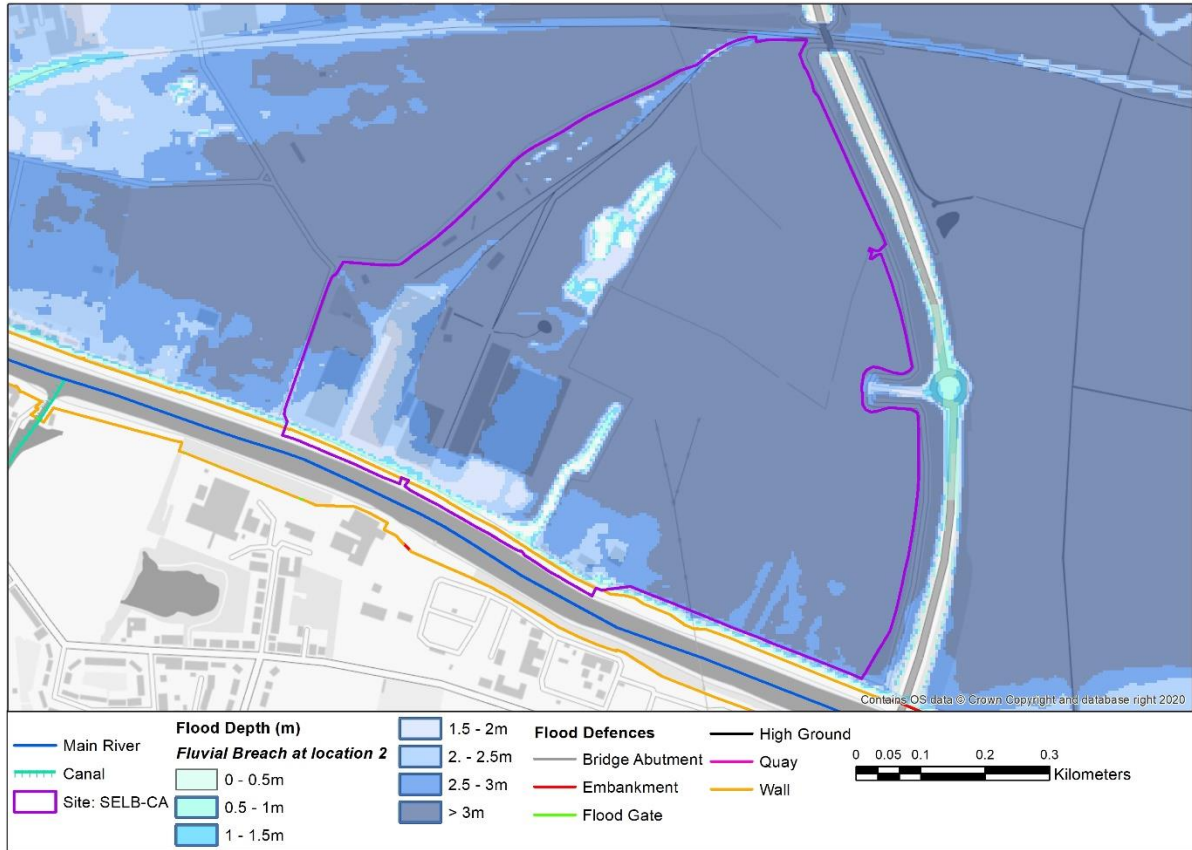 Contains OS data © Crown Copyright and database right 2020
Main River
Canal
Site: SELB-CA
Flood Depth (m)
Fluvial Breach at location 2
0 - 0.5m
0.5 - 1m
1 - 1.5m
1.5 - 2m
2. - 2.5m
2.5 - 3m
> 3m
Flood Defences
Bridge Abutment
Embankment
Flood Gate
High Ground
Quay
Wall
0 0.05 0.1 0.2 0.3
Kilometers